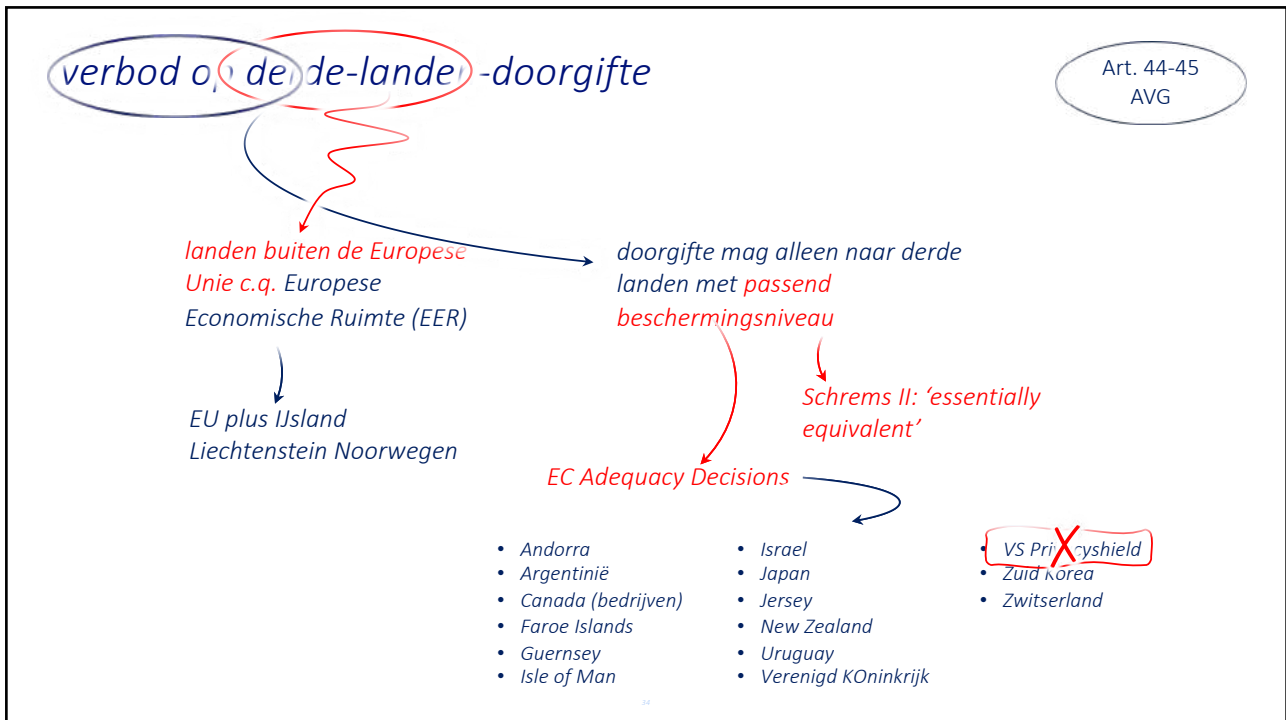 verbod op derde-landen-doorgifte
Art. 44-45
AVG
landen buiten de Europese
Unie c.q. Europese
Economische Ruimte (EER)
doorgifte mag alleen naar derde
landen met passend
beschermingsniveau
EU plus IJsland
Liechtenstein Noorwegen
Schrems II: ‘essentially
equivalent’
EC Adequacy Decisions
• Andorra
• Argentinië
• Canada (bedrijven)
• Faroe Islands
• Guernsey
• Isle of Man
• Israel
• Japan
• Jersey
• New Zealand
• Uruguay
• Verenigd KOninkrijk
• VS Privacyshield
• Zuid Korea
• Zwitserland
34